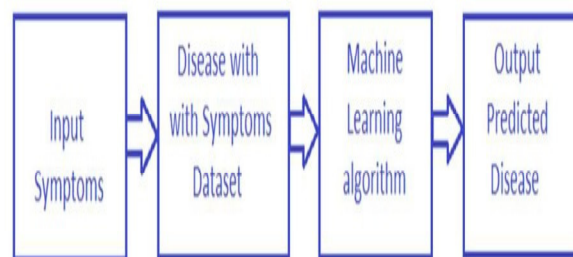 Input
Symptoms
Disease with
with Symptoms
Dataset
Machine
Learning
algorithm
Output
Predicted
Disease